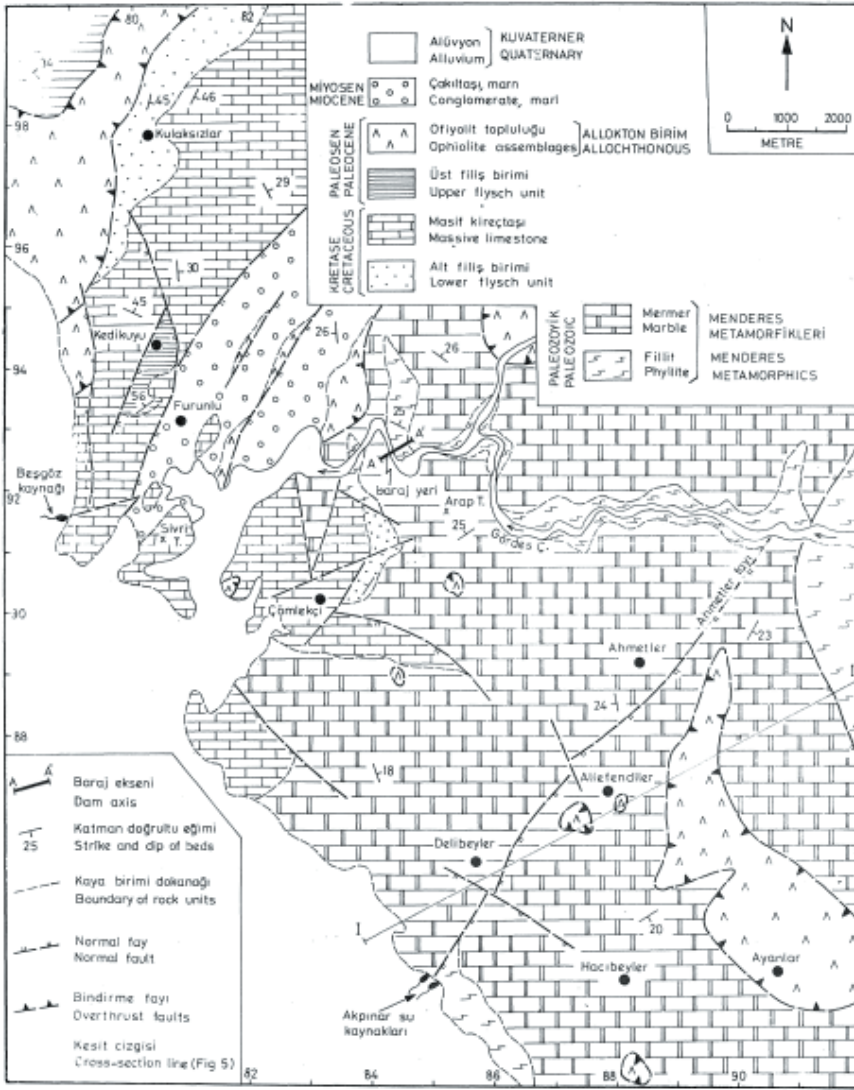 80
82
N
Alüvyon
Alluvium
KUVATERNER
QUATERNARY
MİYOSEN
MIOCENE
Çakıltaşı, marn
Conglomerate, marl
0 1000 2000
METRE
PALEOSEN
PALEOCENE
Ofiyolit topluluğu
Ophiolite assemblages
ALLOKTON BİRİM
ALLOCHTHONOUS
Üst filiş birimi
Upper flysch unit
KRETASE
CRETACEOUS
Masif kireçtaşı
Massive limestone
Alt filiş birimi
Lower flysch unit
PALEOZOYİK
PALEOZOIC
Mermer
Marble
MENDERES
METAMORFİKLERİ
Fillit
Phyllite
MENDERES
METAMORPHICS
45
46
98
Kulaksızlar
29
96
30
45
Kedikuyu
26
26
94
56
Furunlu
25
A
A'
Beşgöz
kaynağı
92
baraj yeri
Arap T.
25
Gördes Ç.
Sivri
T.
Ahmetler fayı
30
Çömlekçi
Ahmetler
23
I
24
88
18
Aliefendiler
Delibeyler
I
20
Hacıbeyler
Ayanlar
Akpınar su
kaynakları
A A'
Baraj ekseni
Dam axis
25
Katman doğrultu eğimi
Strike and dip of beds
Kaya birimi dokanağı
Boundary of rock units
Normal fay
Normal fault
Bindirme fayı
Overthrust faults
Kesit cizgisi
Cross-section line (Fig 5)
82
84
86
88
90